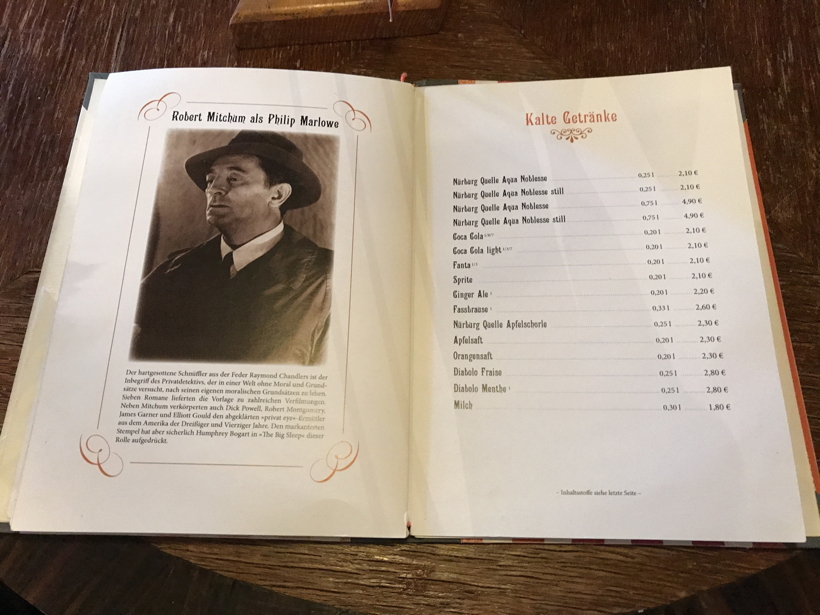 Robert Mitchum als Philip Marlowe
Der hartgesottene Schnüffler aus der Feder Raymond Chandlers ist der
Inbegriff des Privatdetektivs, der in einer Welt ohne Moral und Grund-
sätze versucht, nach seinen eigenen moralischen Grundsätzen zu leben.
Sieben Romane lieferten die Vorlage zu zahlreichen Verfilmungen.
Neben Mitchum verkörperten auch Dick Powell, Robert Montgomery,
James Garner und Elliott Gould den abgeklärten »privat eye«-Ermittler
aus dem Amerika der Dreißiger und Vierziger Jahre. Den markanten
Stempel hat aber sicherlich Humphrey Bogart in »The Big Sleep« dieser
Rolle aufgedrückt.
Kalte Getränke
Nürburg Quelle Aqua Noblesse 0,25 l 2,10 €
Nürburg Quelle Aqua Noblesse still 0,25 l 2,10 €
Nürburg Quelle Aqua Noblesse 0,75 l 4,90 €
Nürburg Quelle Aqua Noblesse still 0,75 l 4,90 €
Coca Cola 0,20 l 2,10 €
Coca Cola light 0,20 l 2,10 €
Fanta 0,20 l 2,10 €
Sprite 0,20 l 2,10 €
Ginger Ale 0,20 l 2,20 €
Fassbrause 0,33 l 2,60 €
Nürburg Quelle Apfelschorle 0,25 l 2,30 €
Apfelsaft 0,20 l 2,30 €
Orangensaft 0,20 l 2,30 €
Diabolo Fraise 0,25 l 2,80 €
Diabolo Menthe 0,25 l 2,80 €
Milch 0,30 l 1,80 €
– Inhaltsstoffe siehe letzte Seite –